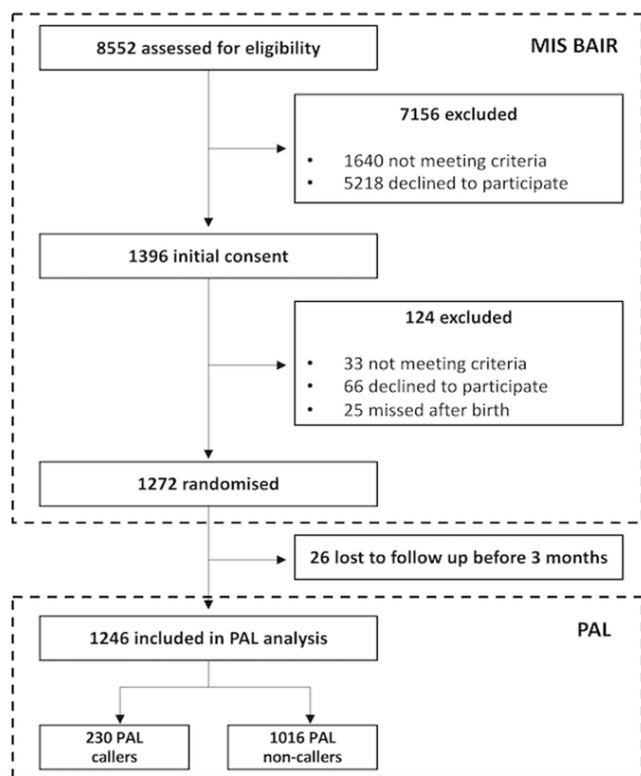 8552 assessed for eligibility
MIS BAIR
7156 excluded
• 1640 not meeting criteria
• 5218 declined to participate
1396 initial consent
124 excluded
• 33 not meeting criteria
• 66 declined to participate
• 25 missed after birth
1272 randomised
26 lost to follow up before 3 months
1246 included in PAL analysis
PAL
230 PAL
callers
1016 PAL
non-callers